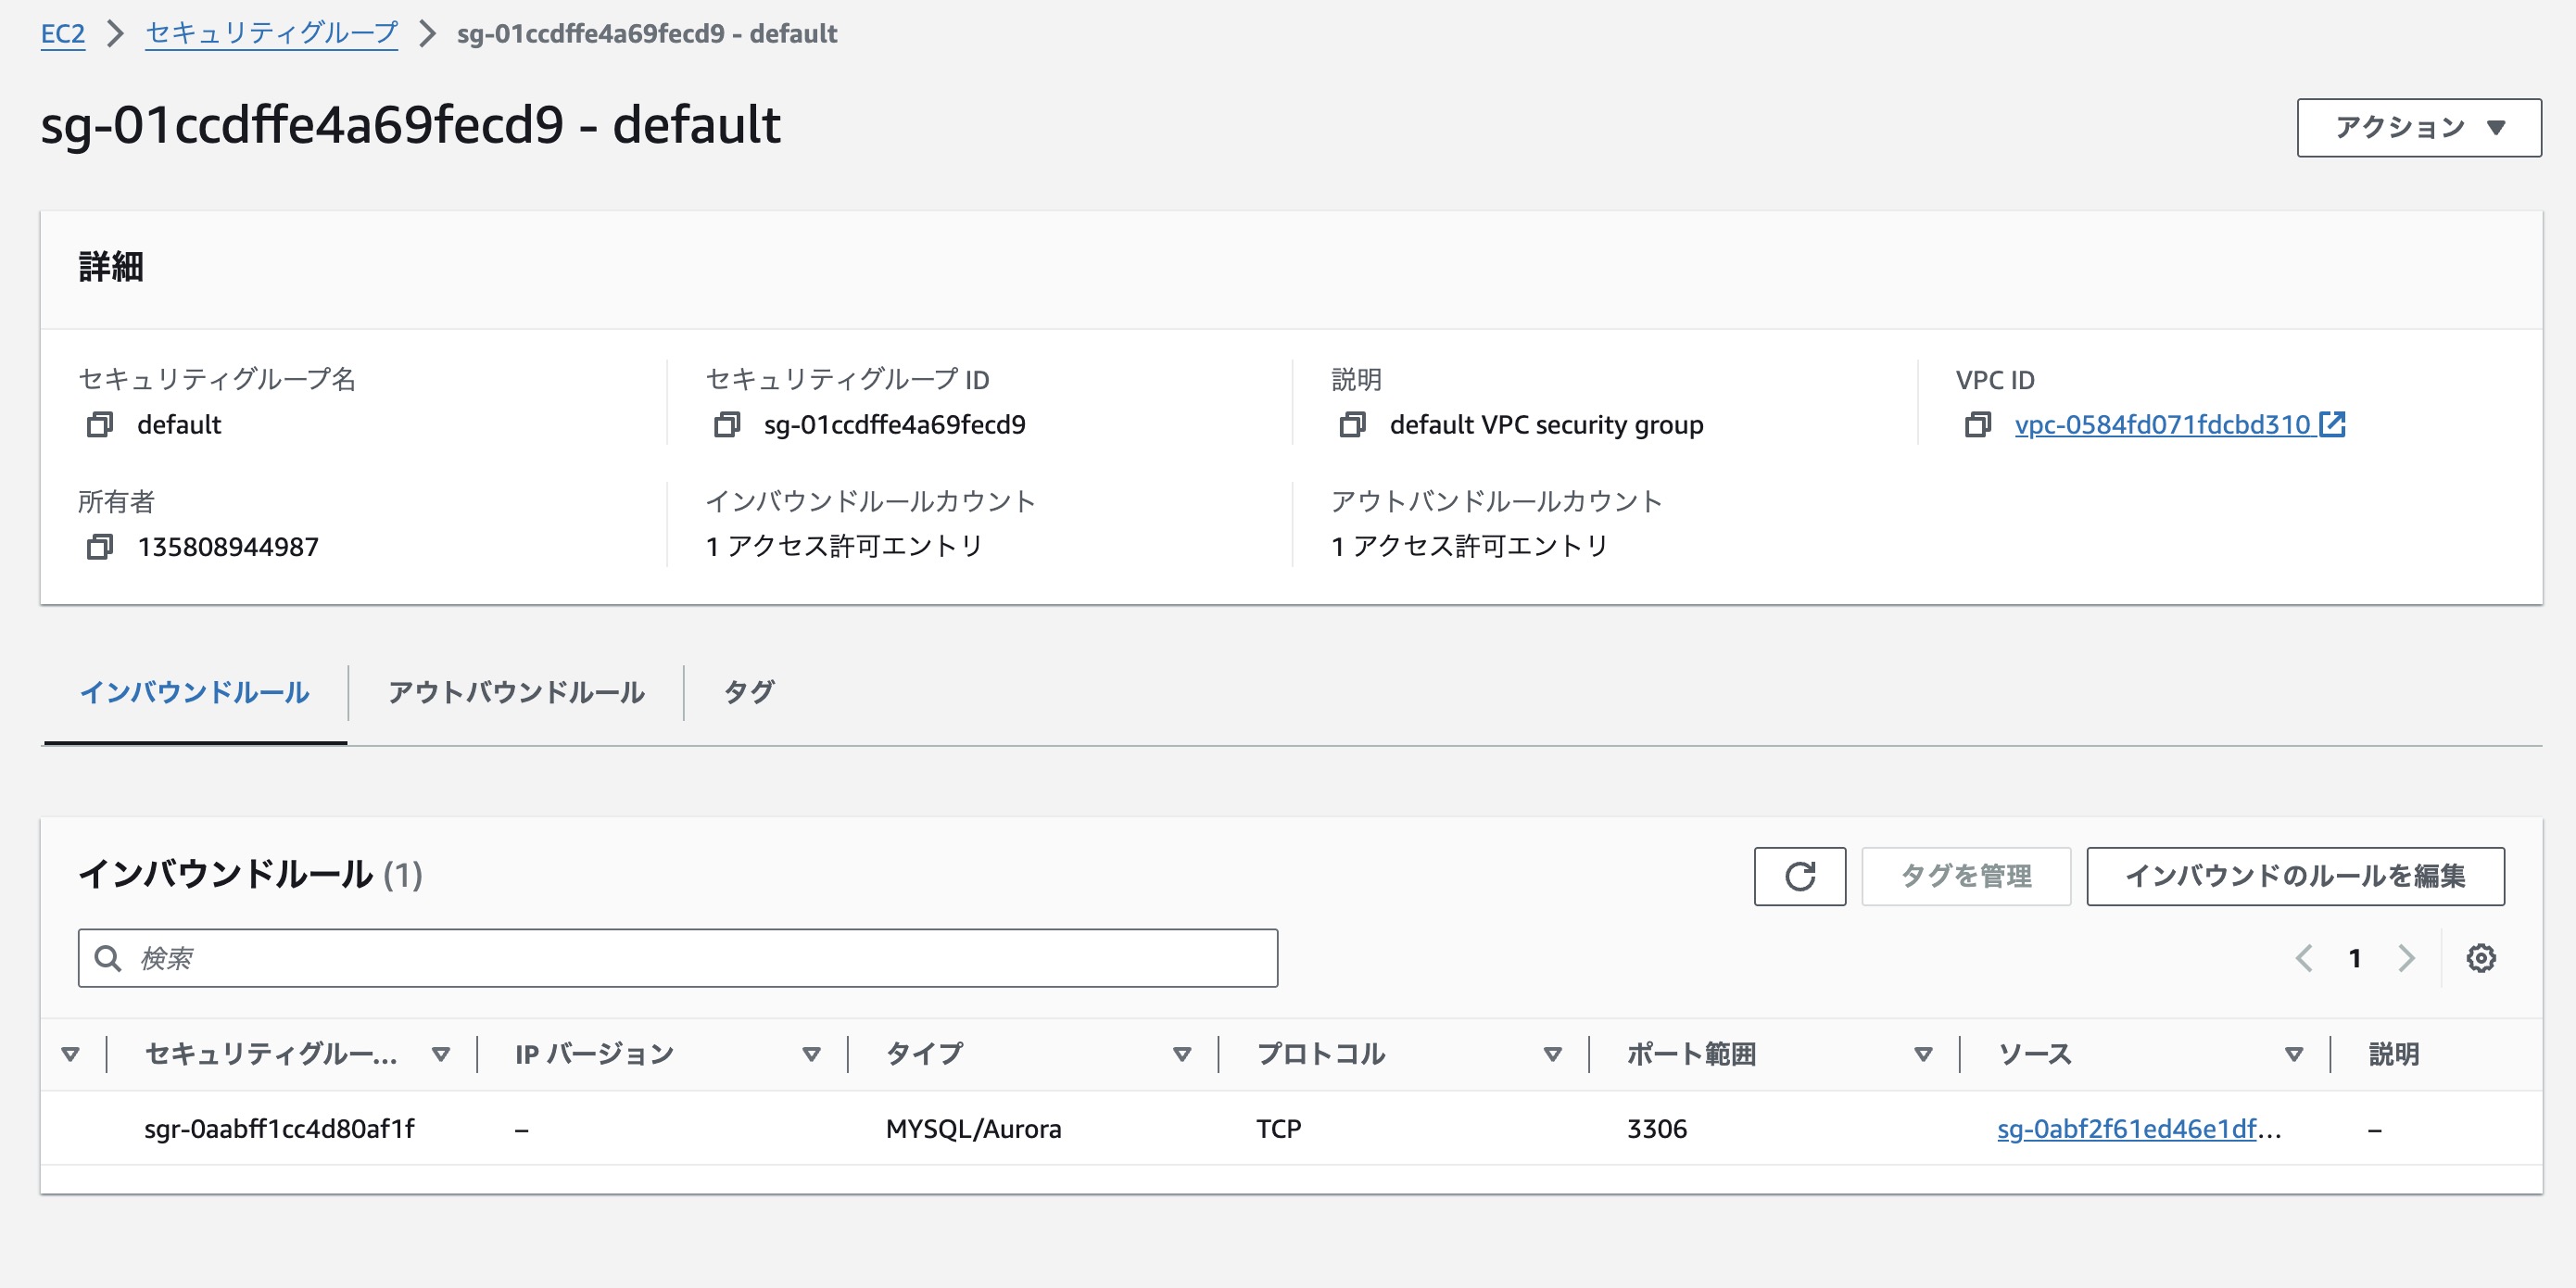 EC2 > セキュリティグループ > sg-01ccdffe4a69fecd9 - default
sg-01ccdffe4a69fecd9 - default
アクション ▼
詳細
セキュリティグループ名
default
セキュリティグループ ID
sg-01ccdffe4a69fecd9
説明
default VPC security group
VPC ID
vpc-0584fd071fdcbd310
所有者
135808944987
インバウンドルールカウント
1 アクセス許可エントリ
アウトバンドルールカウント
1 アクセス許可エントリ
インバウンドルール
アウトバウンドルール
タグ
インバウンドルール (1)
タグを管理
インバウンドのルールを編集
検索
1
セキュリティグルー... IP バージョン タイプ プロトコル ポート範囲 ソース 説明
sgr-0aabff1cc4d80af1f – MYSQL/Aurora TCP 3306 sg-0abf2f61ed46e1df... –